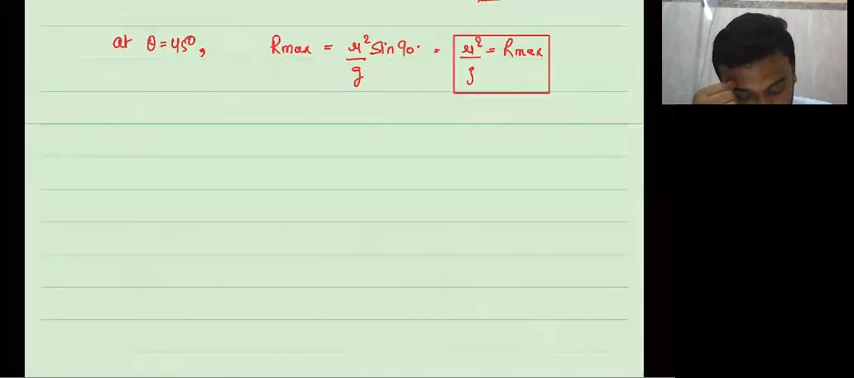 at θ = 45°, Rmax = u² sin 90° / g = u² / g = Rmax